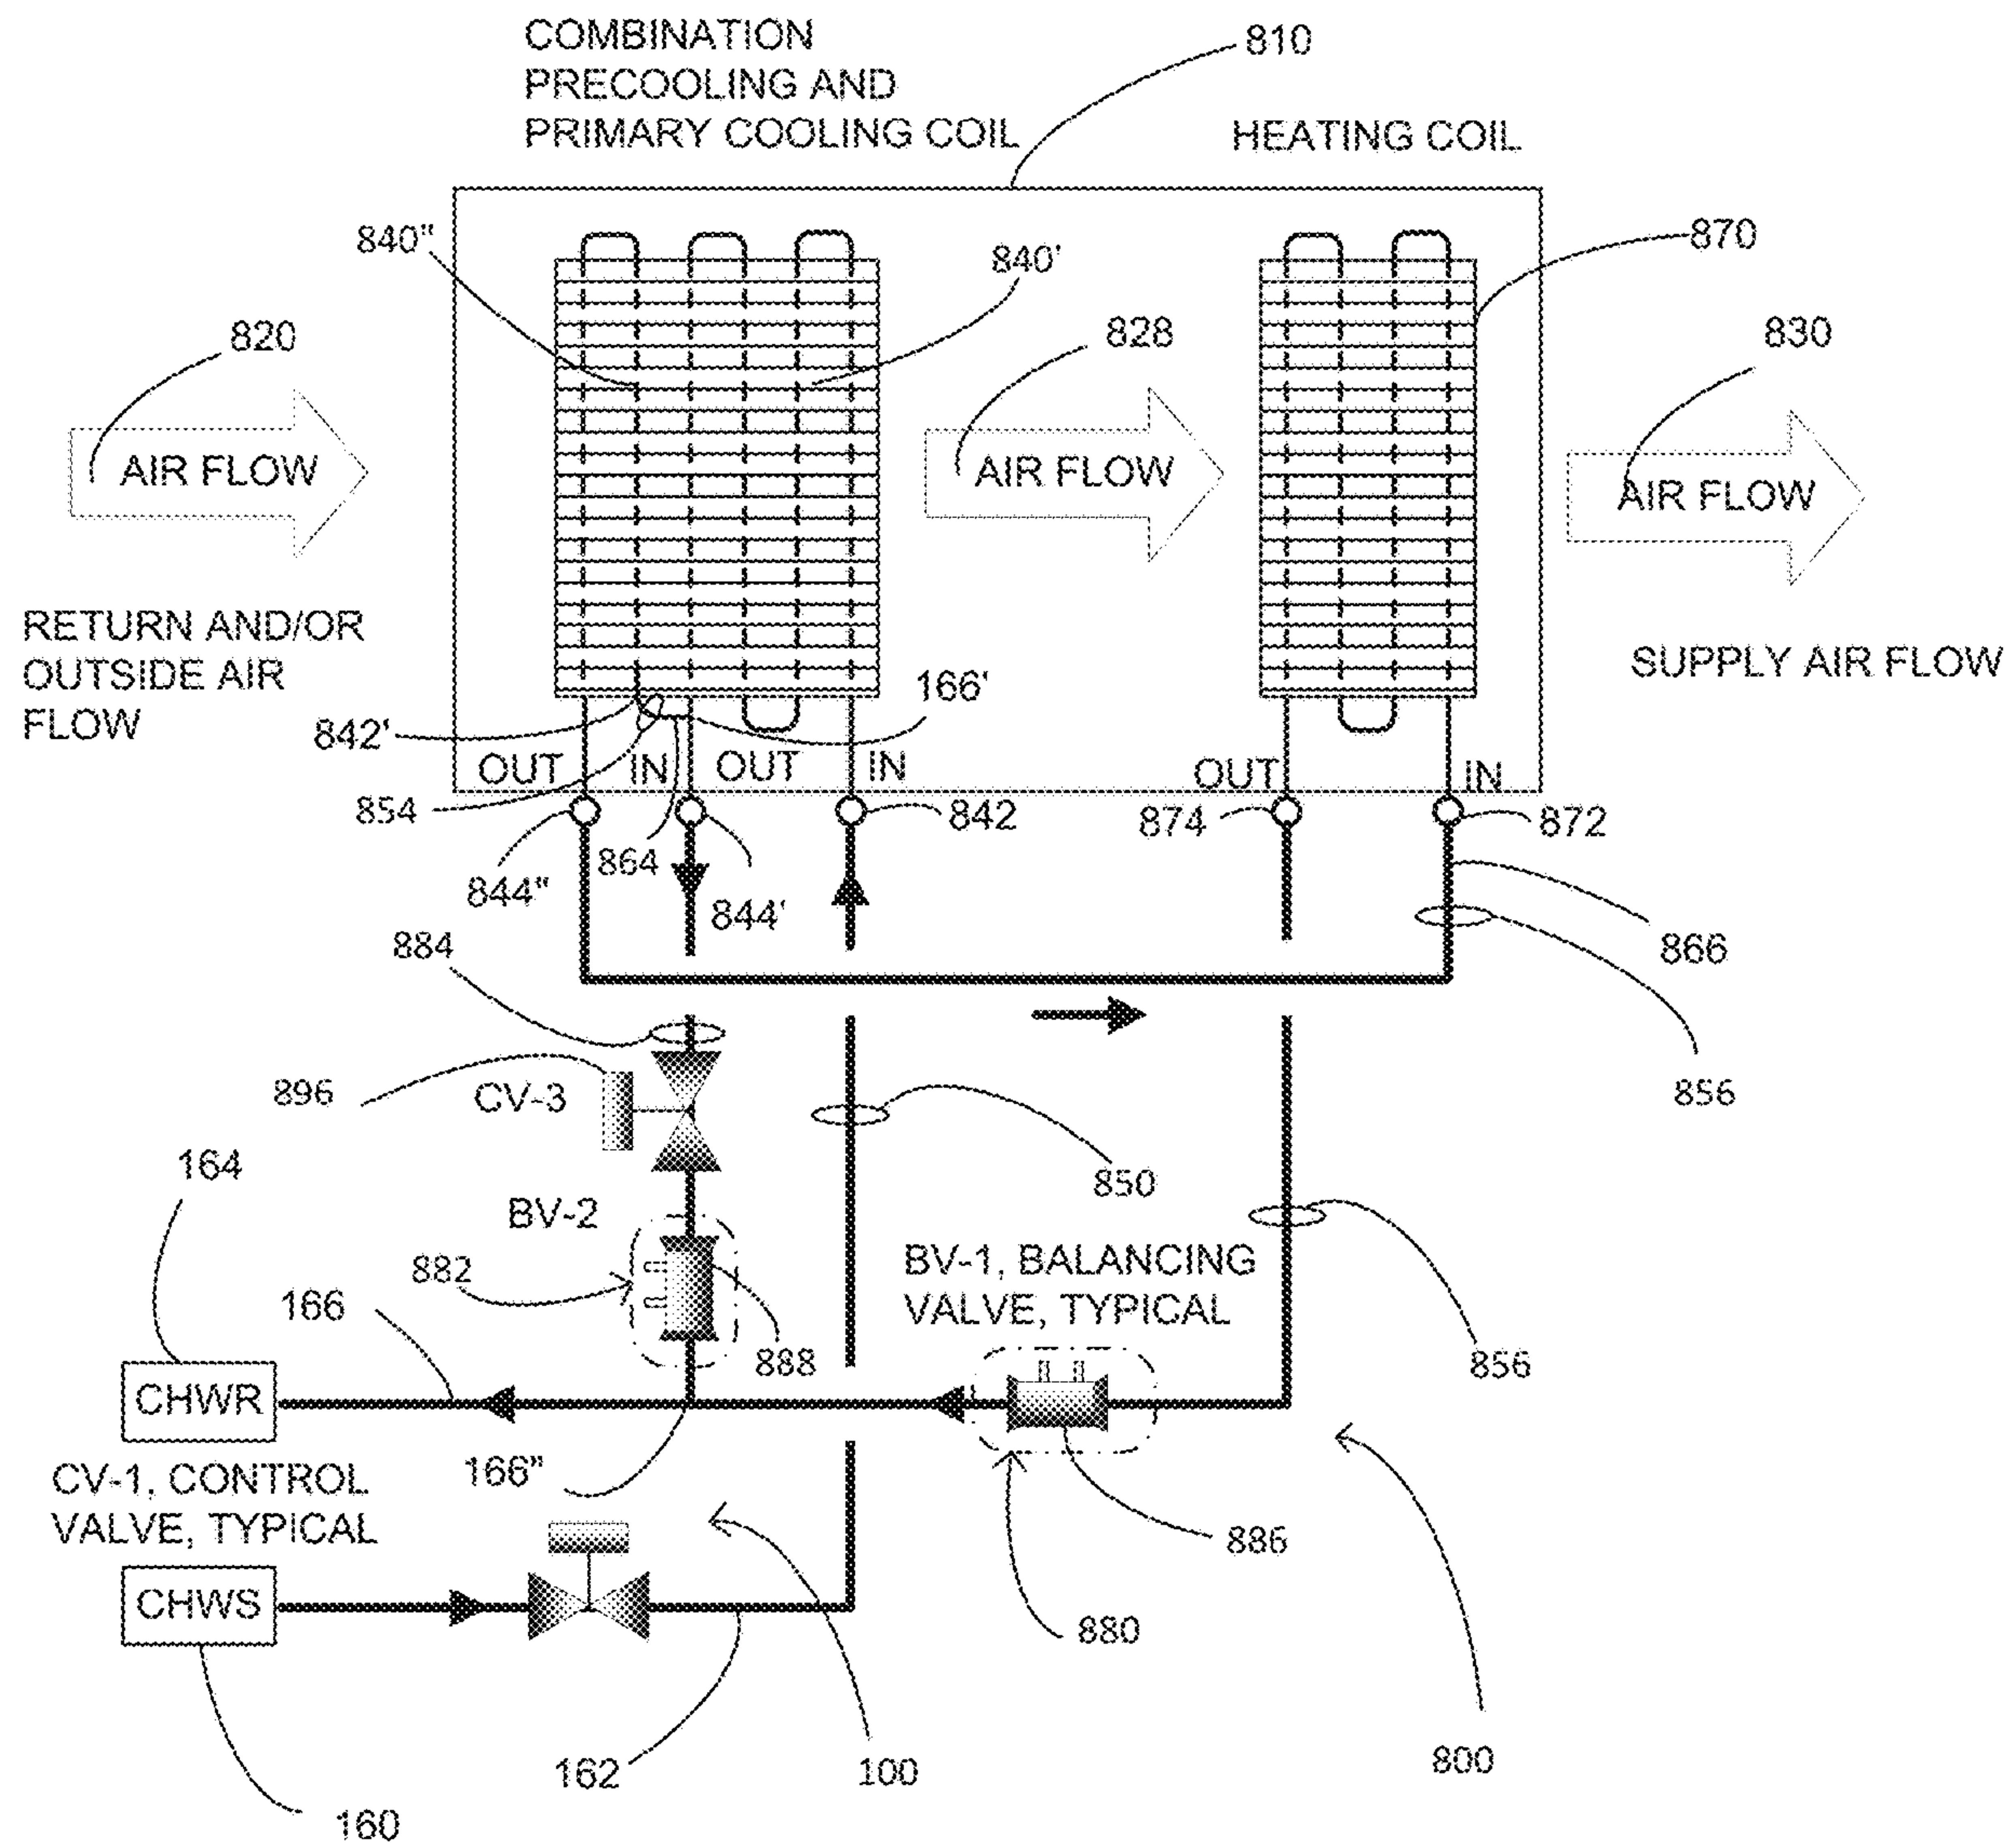 COMBINATION
PRECOOLING AND
PRIMARY COOLING COIL
810
HEATING COIL
840"
840'
870
820
828
830
AIR FLOW
AIR FLOW
AIR FLOW
RETURN AND/OR
OUTSIDE AIR
FLOW
SUPPLY AIR FLOW
166'
842'
OUT
IN
OUT
IN
OUT
IN
854
864
842
874
872
844"
844'
884
866
896
CV-3
856
164
850
BV-2
882
BV-1, BALANCING
VALVE, TYPICAL
166
888
856
CHWR
166"
CV-1, CONTROL
VALVE, TYPICAL
886
CHWS
880
162
100
800
160